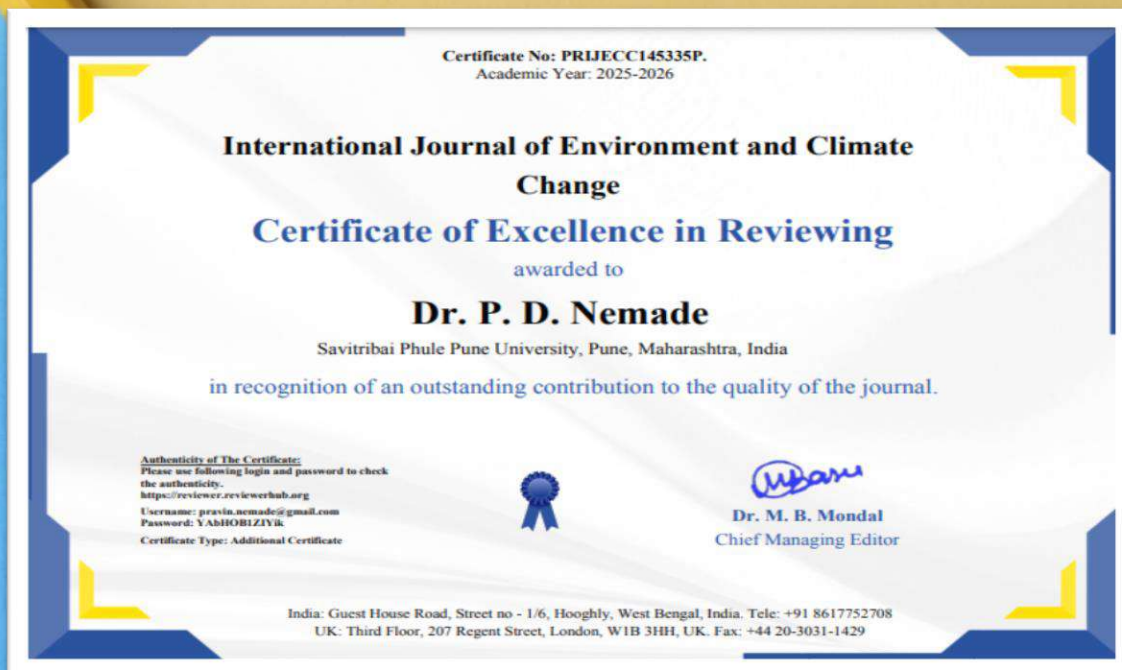 Certificate No: PRIJECC145335P.
Academic Year: 2025-2026
International Journal of Environment and Climate
Change
Certificate of Excellence in Reviewing
awarded to
Dr. P. D. Nemade
Savitribai Phule Pune University, Pune, Maharashtra, India
in recognition of an outstanding contribution to the quality of the journal.
Authenticity of The Certificate:
Please use following login and password to check
the authenticity.
https://reviewer.reviewerhub.org
Username: pravin.nemade@gmail.com
Password: YAbHOB1ZIYik
Certificate Type: Additional Certificate
Dr. M. B. Mondal
Chief Managing Editor
India: Guest House Road, Street no - 1/6, Hooghly, West Bengal, India. Tele: +91 8617752708
UK: Third Floor, 207 Regent Street, London, W1B 3HH, UK. Fax: +44 20-3031-1429